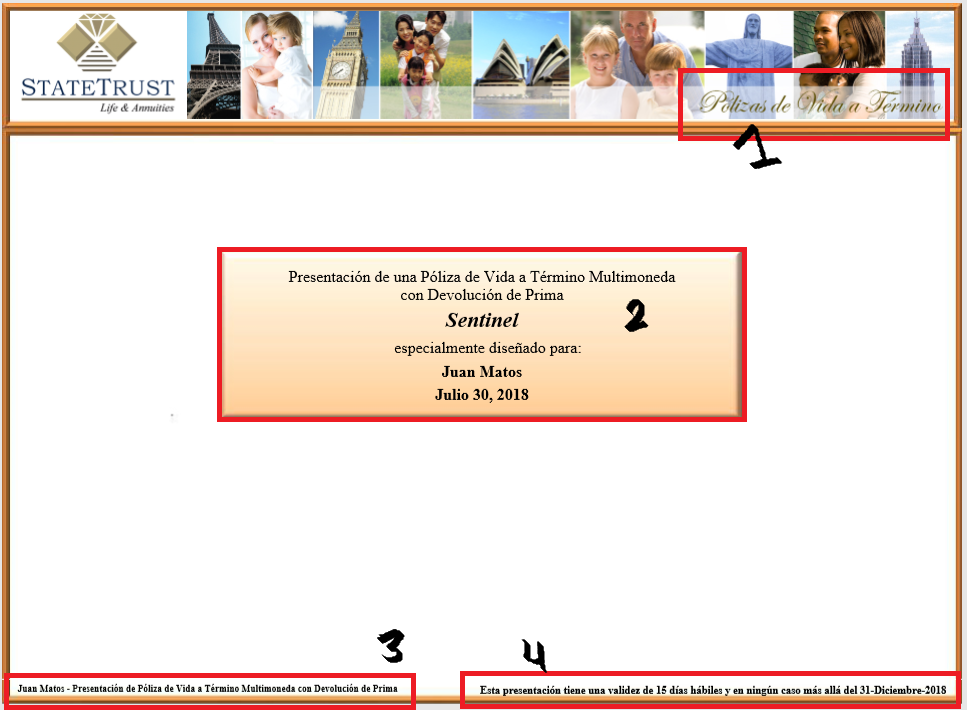 STATETRUST
Life & Annuities
Pólizas de Vida a Término
1
Presentación de una Póliza de Vida a Término Multimoneda
con Devolución de Prima
Sentinel
2
especialmente diseñado para:
Juan Matos
Julio 30, 2018
3
4
Juan Matos - Presentación de Póliza de Vida a Término Multimoneda con Devolución de Prima
Esta presentación tiene una validez de 15 días hábiles y en ningún caso más allá del 31-Diciembre-2018